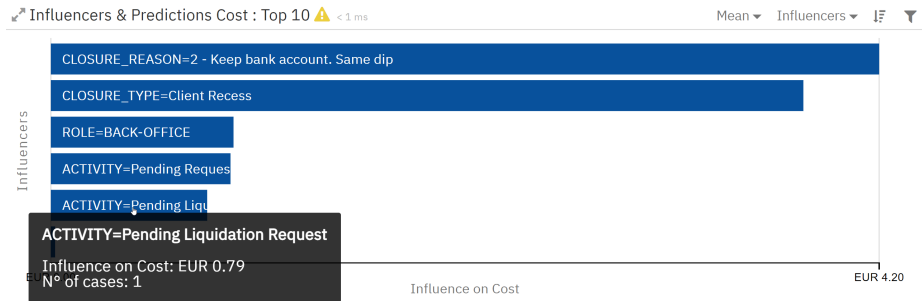 Influencers & Predictions Cost : Top 10 < 1 ms Mean Influencers
CLOSURE_REASON=2 - Keep bank account. Same dip
CLOSURE_TYPE=Client Recess
ROLE=BACK-OFFICE
ACTIVITY=Pending Reques
ACTIVITY=Pending Liqu
Influencers
ACTIVITY=Pending Liquidation Request
Influence on Cost: EUR 0.79
N° of cases: 1
EUR 4.20
Influence on Cost